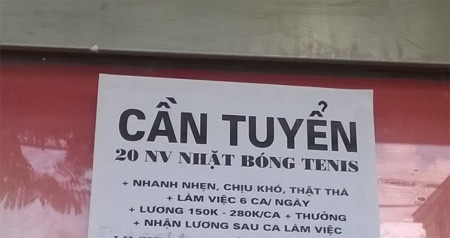 CẦN TUYỂN
20 NV NHẶT BÓNG TENIS
+ NHANH NHẸN, CHỊU KHÓ, THẬT THÀ
+ LÀM VIỆC 6 CA/ NGÀY
+ LƯƠNG 150K - 280K/CA + THƯỞNG
+ NHẬN LƯƠNG SAU CA LÀM VIỆC